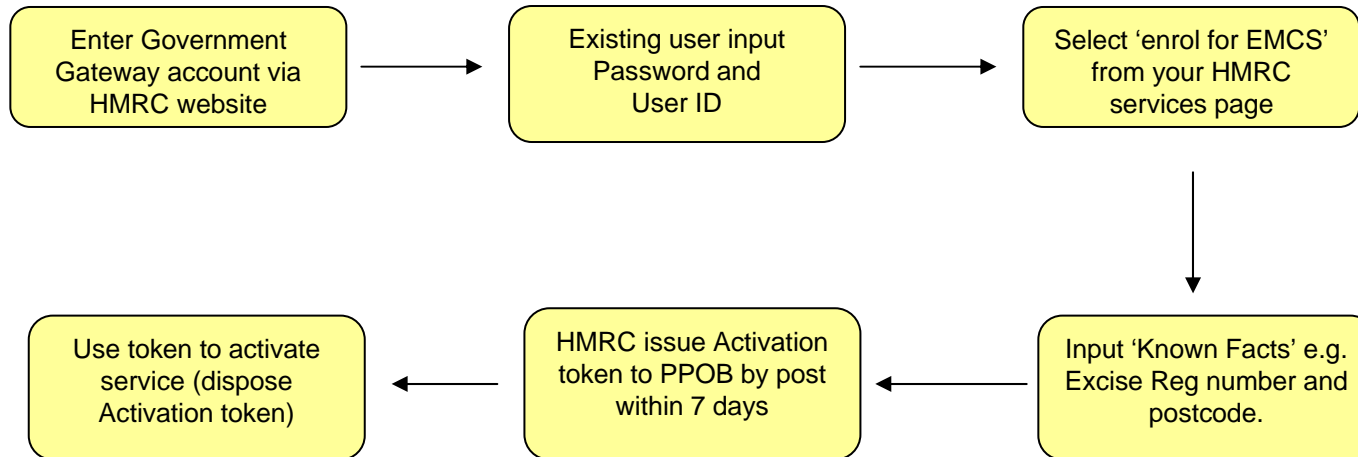 Enter Government
Gateway account via
HMRC website
Existing user input
Password and
User ID
Select ‘enrol for EMCS’
from your HMRC
services page
Input ‘Known Facts’ e.g.
Excise Reg number and
postcode.
HMRC issue Activation
token to PPOB by post
within 7 days
Use token to activate
service (dispose
Activation token)